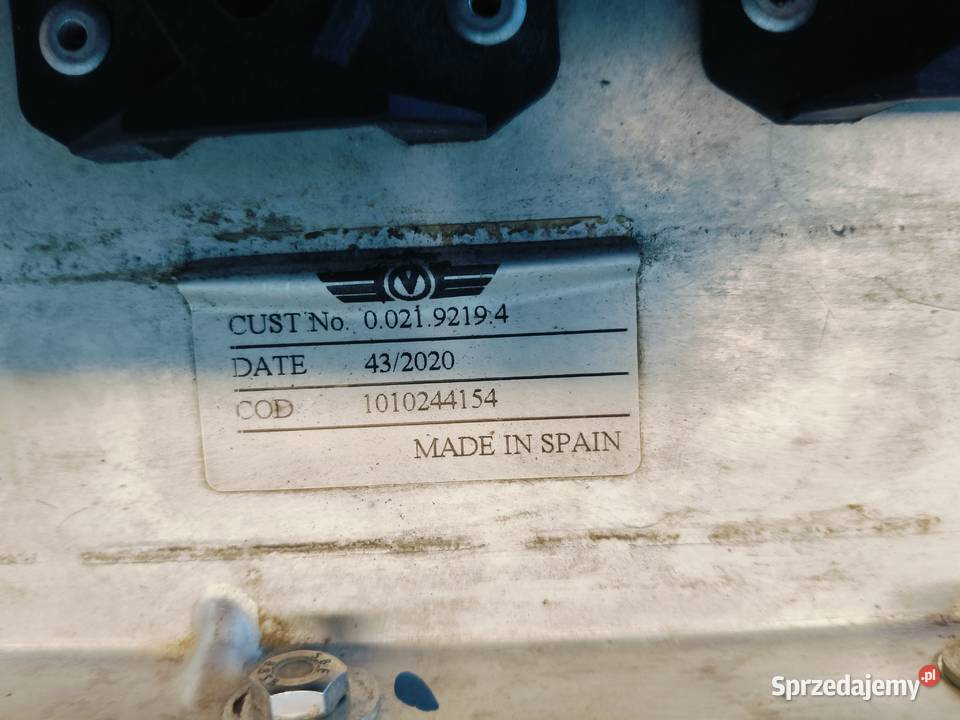 V
CUST No. 0.021.9219.4
DATE 43/2020
COD 1010244154
MADE IN SPAIN
Sprzedajemy.pl